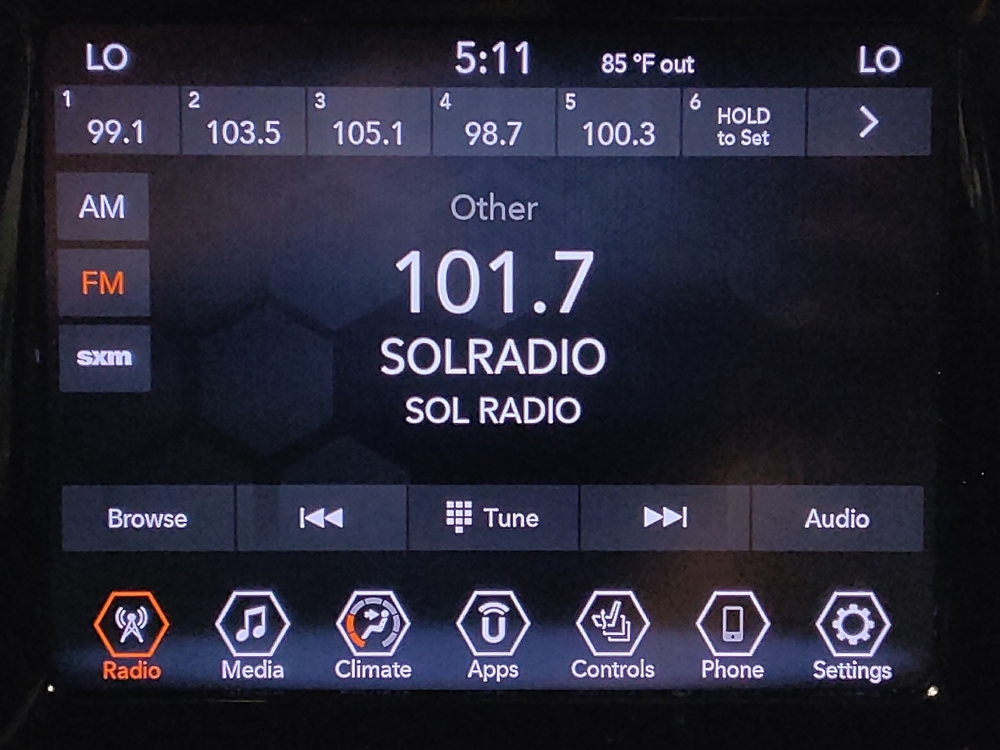 LO 5:11 85 °F out LO
1 2 3 4 5 6 HOLD
99.1 103.5 105.1 98.7 100.3 to Set
AM
Other
FM
101.7
sxm
SOLRADIO
SOL RADIO
Browse Tune Audio
Radio Media Climate Apps Controls Phone Settings